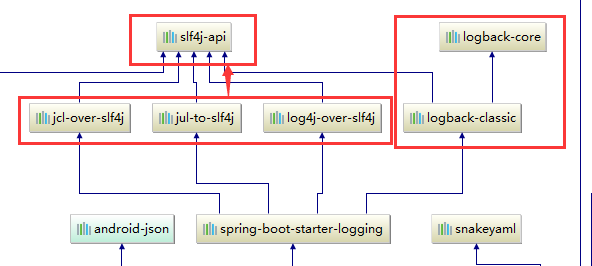 slf4j-api
logback-core
jcl-over-slf4j
jul-to-slf4j
log4j-over-slf4j
logback-classic
android-json
spring-boot-starter-logging
snakeyaml